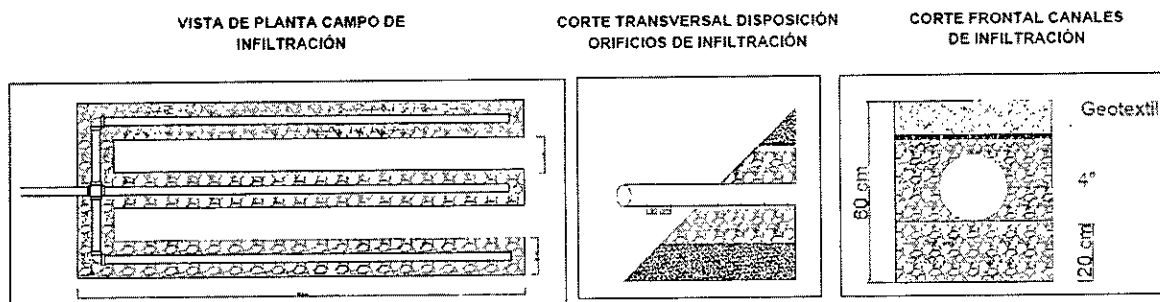 VISTA DE PLANTA CAMPO DE
INFILTRACIÓN
CORTE TRANSVERSAL DISPOSICIÓN
ORIFICIOS DE INFILTRACIÓN
CORTE FRONTAL CANALES
DE INFILTRACIÓN
Geotextil
60 cm
4"
20 cm